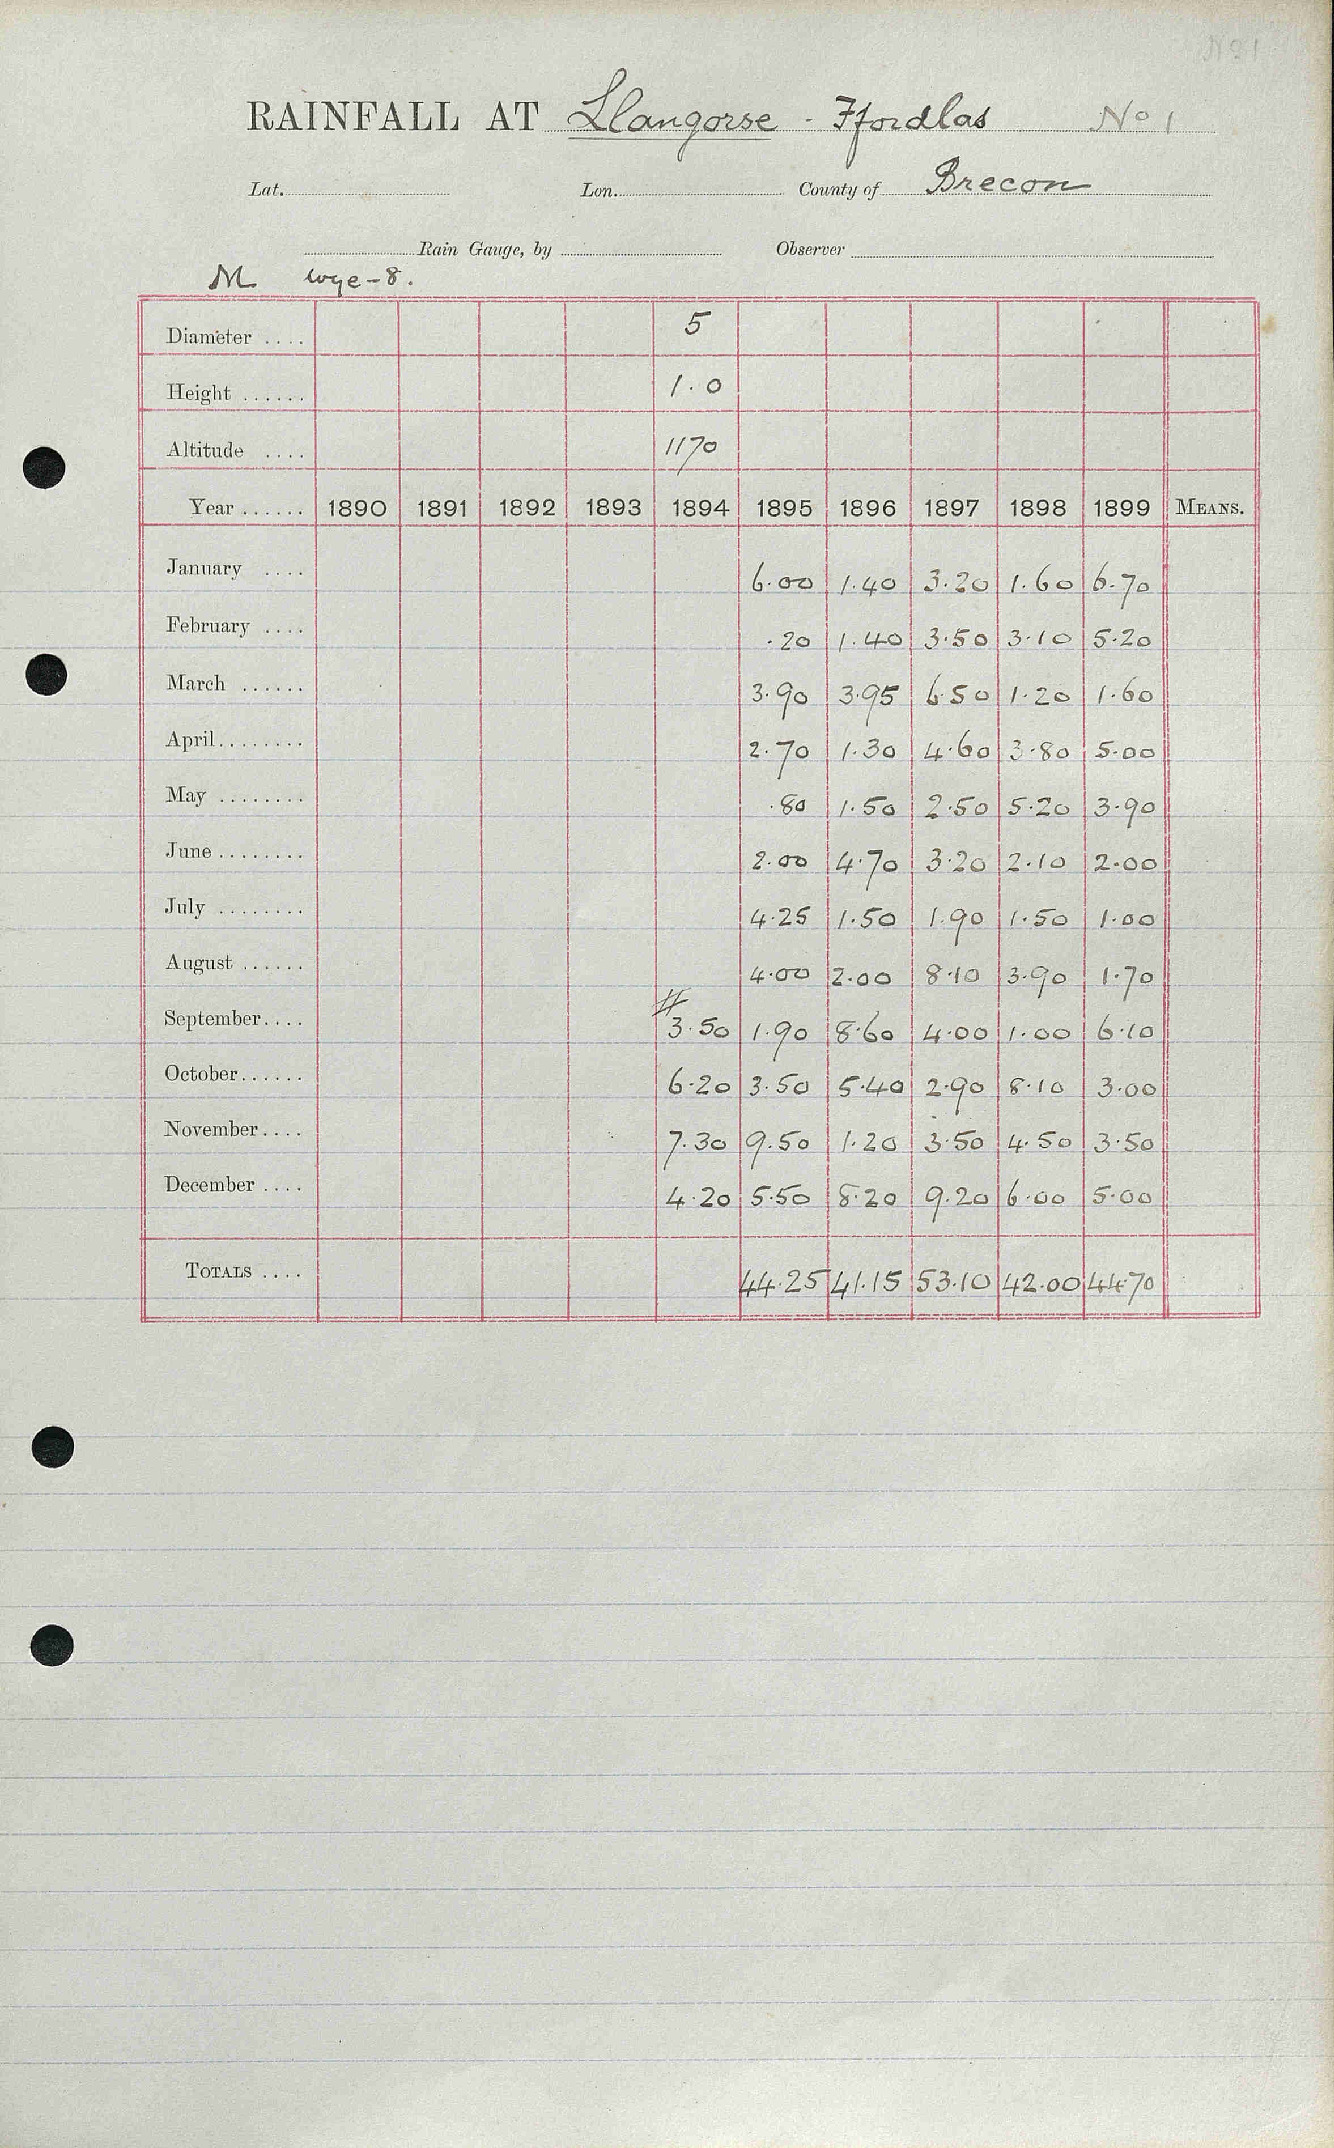 No 1
RAINFALL AT Llangorse - Ffordlas No 1
Lat. Lon. County of Brecon
Rain Gauge, by Observer
M Wye-8.
Diameter .... 5
Height ...... 1.0
Altitude .... 1170
Year ...... 1890 1891 1892 1893 1894 1895 1896 1897 1898 1899 MEANS.
January .... 6.00 1.40 3.20 1.60 6.70
February .... .20 1.40 3.50 3.10 5.20
March ...... 3.90 3.95 6.50 1.20 1.60
April........ 2.70 1.30 4.60 3.80 5.00
May ........ .80 1.50 2.50 5.20 3.90
June ........ 2.00 4.70 3.20 2.10 2.00
July ........ 4.25 1.50 1.90 1.50 1.00
August ...... 4.00 2.00 8.10 3.90 1.70
September.... 3.50 1.90 8.60 4.00 1.00 6.10
October...... 6.20 3.50 5.40 2.90 8.10 3.00
November.... 7.30 9.50 1.20 3.50 4.50 3.50
December .... 4.20 5.50 8.20 9.20 6.00 5.00
TOTALS .... 44.25 41.15 53.10 42.00 44.70